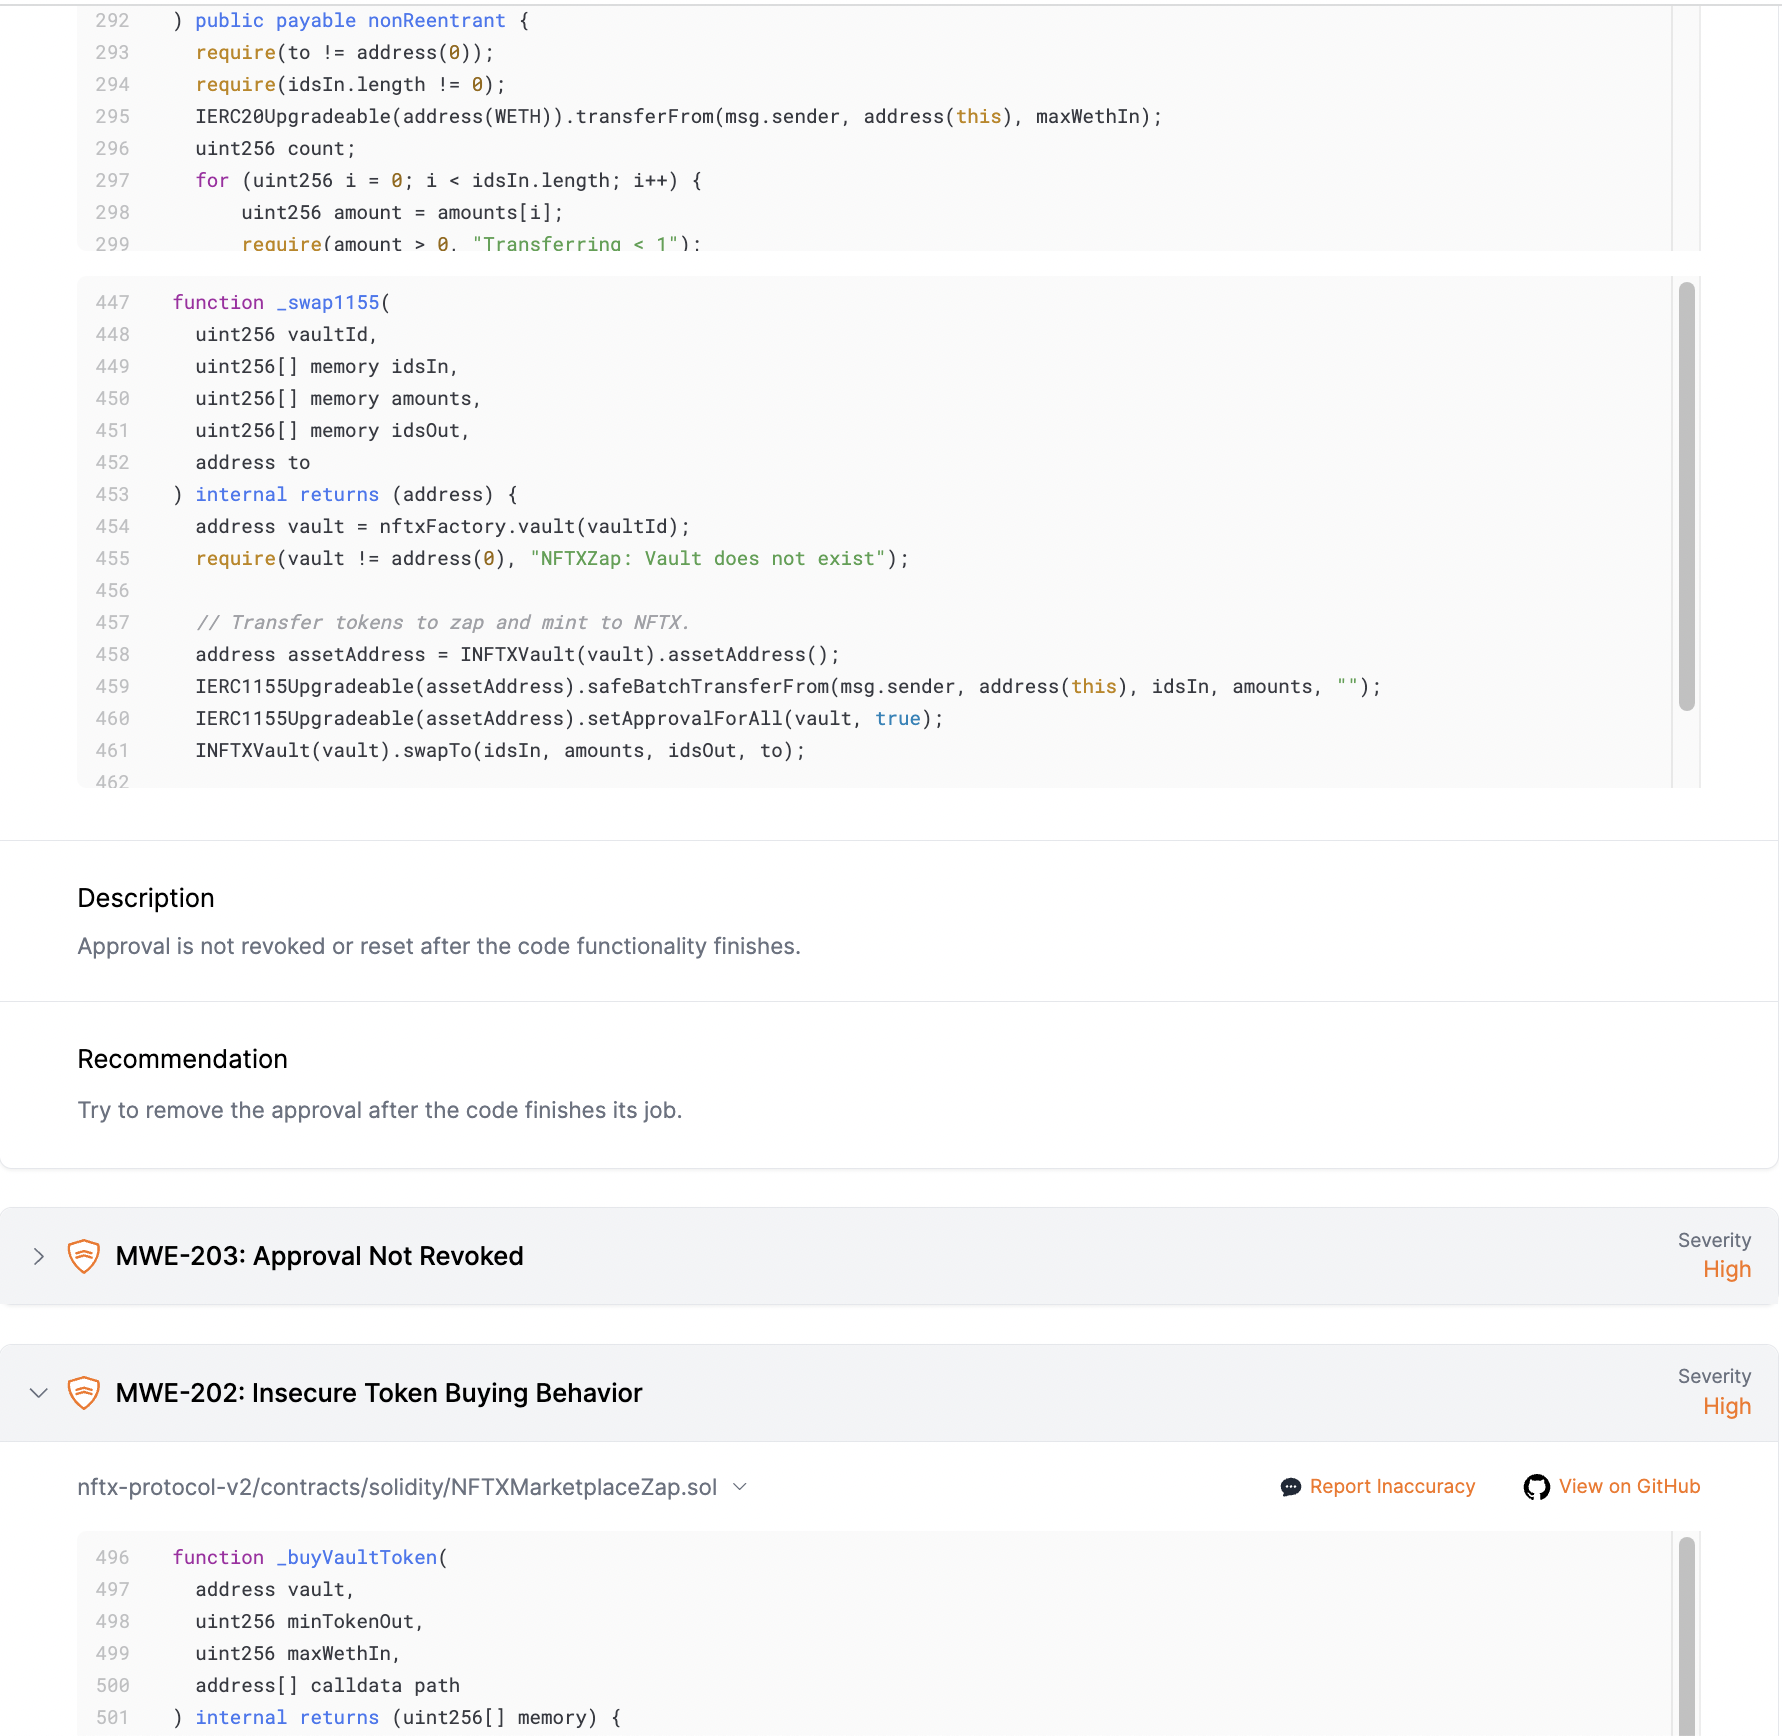 292 ) public payable nonReentrant {
293 require(to != address(0));
294 require(idsIn.length != 0);
295 IERC20Upgradeable(address(WETH)).transferFrom(msg.sender, address(this), maxWethIn);
296 uint256 count;
297 for (uint256 i = 0; i < idsIn.length; i++) {
298 uint256 amount = amounts[i];
299 require(amount > 0, "Transferring < 1");
447 function _swap1155(
448 uint256 vaultId,
449 uint256[] memory idsIn,
450 uint256[] memory amounts,
451 uint256[] memory idsOut,
452 address to
453 ) internal returns (address) {
454 address vault = nftxFactory.vault(vaultId);
455 require(vault != address(0), "NFTXZap: Vault does not exist");
456
457 // Transfer tokens to zap and mint to NFTX.
458 address assetAddress = INFTXVault(vault).assetAddress();
459 IERC1155Upgradeable(assetAddress).safeBatchTransferFrom(msg.sender, address(this), idsIn, amounts, "");
460 IERC1155Upgradeable(assetAddress).setApprovalForAll(vault, true);
461 INFTXVault(vault).swapTo(idsIn, amounts, idsOut, to);
462
Description
Approval is not revoked or reset after the code functionality finishes.
Recommendation
Try to remove the approval after the code finishes its job.
MWE-203: Approval Not Revoked
Severity
High
MWE-202: Insecure Token Buying Behavior
Severity
High
nftx-protocol-v2/contracts/solidity/NFTXMarketplaceZap.sol
Report Inaccuracy
View on GitHub
496 function _buyVaultToken(
497 address vault,
498 uint256 minTokenOut,
499 uint256 maxWethIn,
500 address[] calldata path
501 ) internal returns (uint256[] memory) {